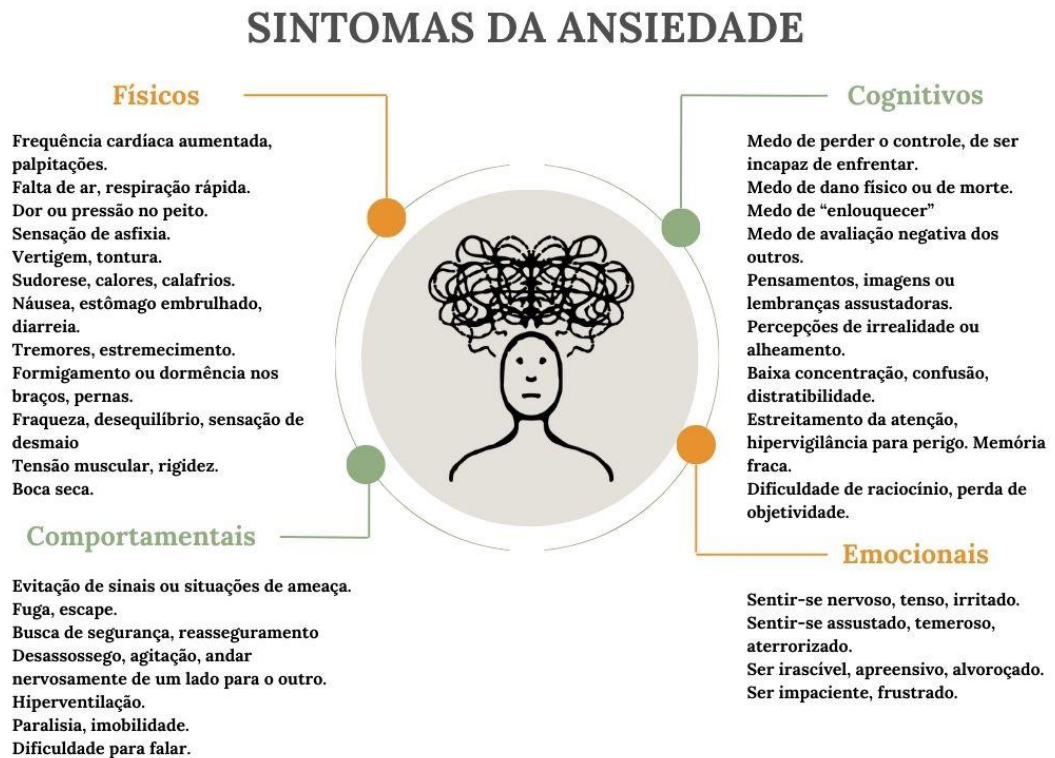 SINTOMAS DA ANSIEDADE
Físicos
Frequência cardíaca aumentada,
palpitações.
Falta de ar, respiração rápida.
Dor ou pressão no peito.
Sensação de asfixia.
Vertigem, tontura.
Sudorese, calores, calafrios.
Náusea, estômago embrulhado,
diarreia.
Tremores, estremecimento.
Formigamento ou dormência nos
braços, pernas.
Fraqueza, desequilíbrio, sensação de
desmaio
Tensão muscular, rigidez.
Boca seca.
Cognitivos
Medo de perder o controle, de ser
incapaz de enfrentar.
Medo de dano físico ou de morte.
Medo de “enlouquecer”
Medo de avaliação negativa dos
outros.
Pensamentos, imagens ou
lembranças assustadoras.
Percepções de irrealidade ou
alheamento.
Baixa concentração, confusão,
distratibilidade.
Estreitamento da atenção,
hipervigilância para perigo. Memória
fraca.
Dificuldade de raciocínio, perda de
objetividade.
Comportamentais
Evitação de sinais ou situações de ameaça.
Fuga, escape.
Busca de segurança, reasseguramento
Desassossego, agitação, andar
nervosamente de um lado para o outro.
Hiperventilação.
Paralisia, imobilidade.
Dificuldade para falar.
Emocionais
Sentir-se nervoso, tenso, irritado.
Sentir-se assustado, temeroso,
aterrorizado.
Ser irascível, apreensivo, alvoroçado.
Ser impaciente, frustrado.